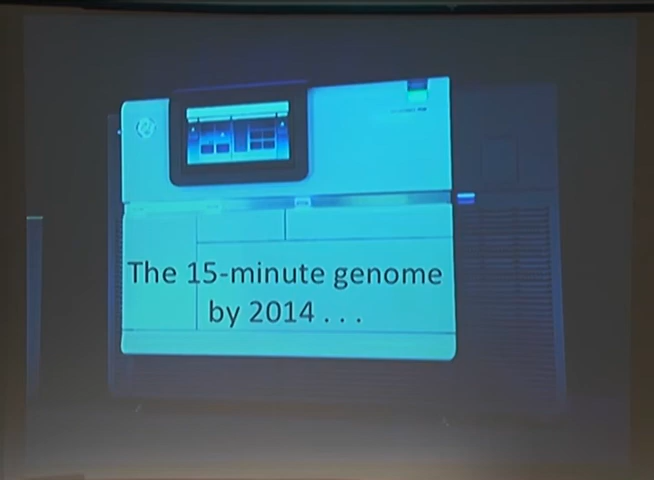 The 15-minute genome
by 2014 . . .